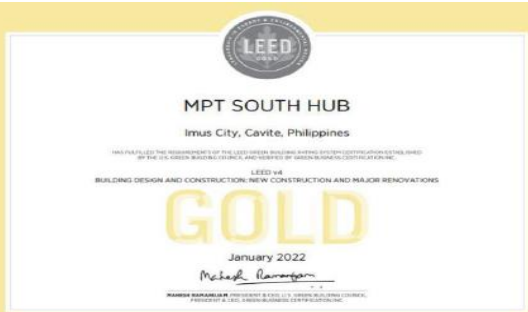 LEED
MPT SOUTH HUB
Imus City, Cavite, Philippines
HAS FULFILLED THE REQUIREMENTS OF THE LEED GREEN BUILDING RATING SYSTEM CERTIFICATION ESTABLISHED
BY THE U.S. GREEN BUILDING COUNCIL AND VERIFIED BY GREEN BUSINESS CERTIFICATION INC.
LEED v4
BUILDING DESIGN AND CONSTRUCTION: NEW CONSTRUCTION AND MAJOR RENOVATIONS
GOLD
January 2022
Mahesh Ramanujam
MAHESH RAMANUJAM, PRESIDENT & CEO, U.S. GREEN BUILDING COUNCIL,
PRESIDENT & CEO, GREEN BUSINESS CERTIFICATION INC.